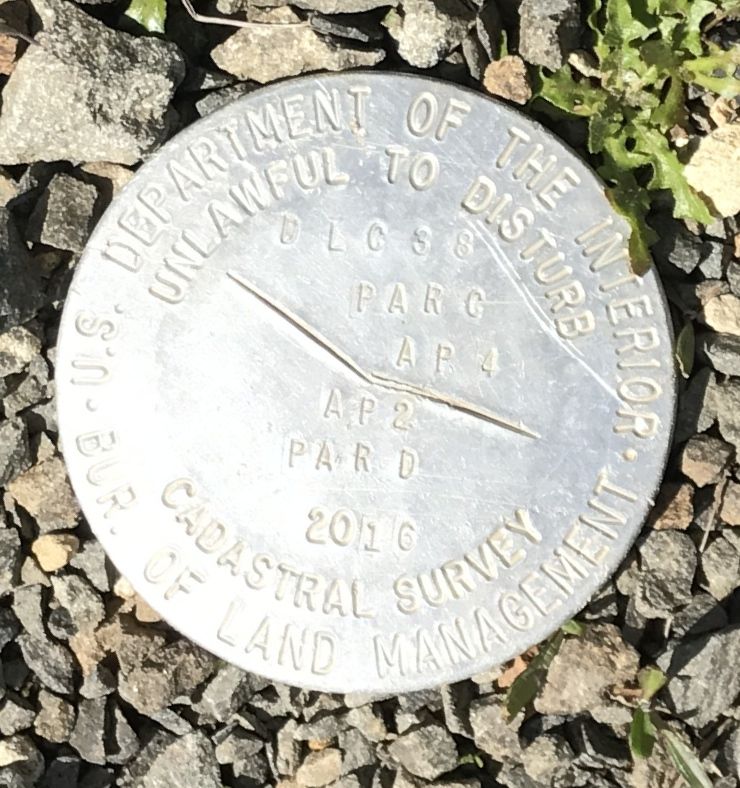 U.S. DEPARTMENT OF THE INTERIOR
UNLAWFUL TO DISTURB
DLC 38
PAR C
AP 4
AP 2
PAR D
2016
CADASTRAL SURVEY
BUR. OF LAND MANAGEMENT